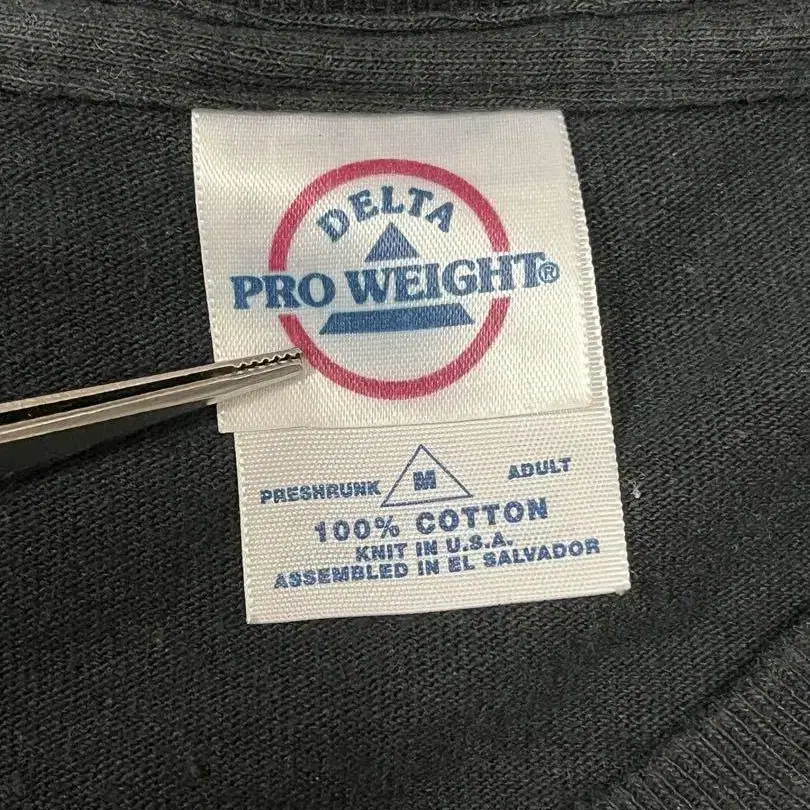 DELTA
PRO WEIGHT®
PRESHRUNK M ADULT
100% COTTON
KNIT IN U.S.A.
ASSEMBLED IN EL SALVADOR